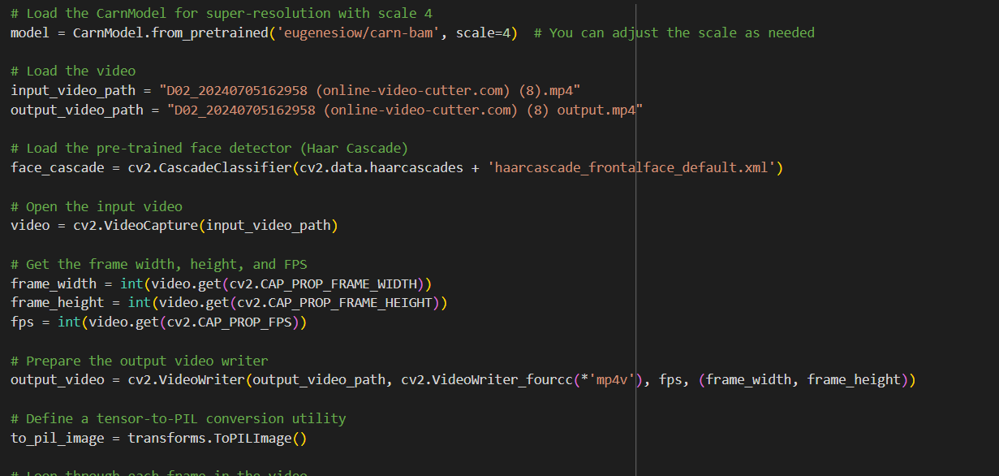 # Load the CarnModel for super-resolution with scale 4
model = CarnModel.from_pretrained('eugenesiow/carn-bam', scale=4)  # You can adjust the scale as needed
# Load the video
input_video_path = "D02_20240705162958 (online-video-cutter.com) (8).mp4"
output_video_path = "D02_20240705162958 (online-video-cutter.com) (8) output.mp4"
# Load the pre-trained face detector (Haar Cascade)
face_cascade = cv2.CascadeClassifier(cv2.data.haarcascades + 'haarcascade_frontalface_default.xml')
# Open the input video
video = cv2.VideoCapture(input_video_path)
# Get the frame width, height, and FPS
frame_width = int(video.get(cv2.CAP_PROP_FRAME_WIDTH))
frame_height = int(video.get(cv2.CAP_PROP_FRAME_HEIGHT))
fps = int(video.get(cv2.CAP_PROP_FPS))
# Prepare the output video writer
output_video = cv2.VideoWriter(output_video_path, cv2.VideoWriter_fourcc(*'mp4v'), fps, (frame_width, frame_height))
# Define a tensor-to-PIL conversion utility
to_pil_image = transforms.ToPILImage()
# Loop through each frame in the video